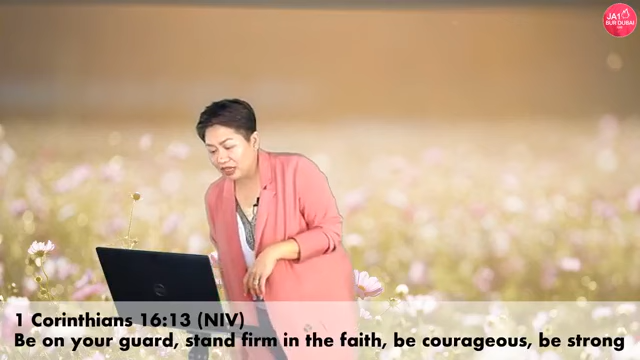 JA1
BUR DUBAI
1 Corinthians 16:13 (NIV)
Be on your guard, stand firm in the faith, be courageous, be strong